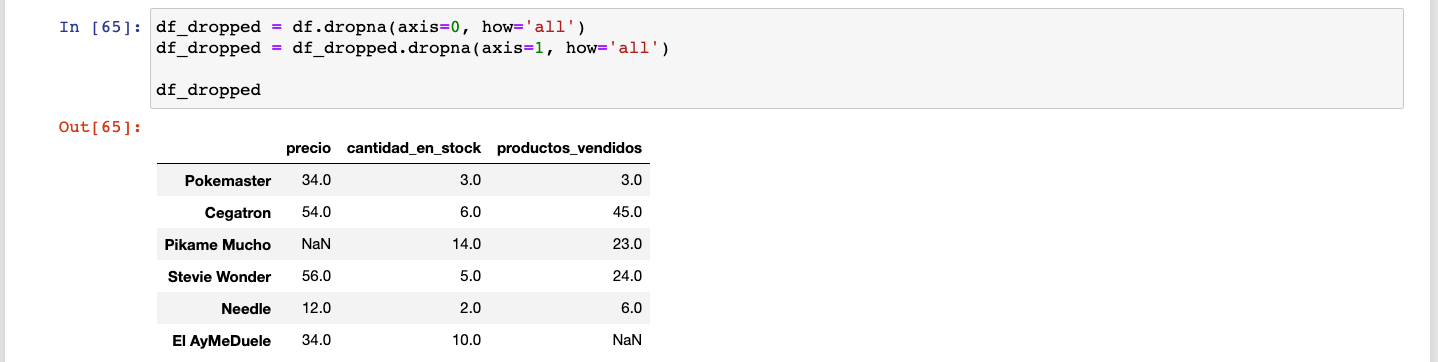 In [65]: df_dropped = df.dropna(axis=0, how='all')
df_dropped = df_dropped.dropna(axis=1, how='all')
df_dropped
Out[65]:
precio cantidad_en_stock productos_vendidos
Pokemaster 34.0 3.0 3.0
Cegatron 54.0 6.0 45.0
Pikame Mucho NaN 14.0 23.0
Stevie Wonder 56.0 5.0 24.0
Needle 12.0 2.0 6.0
El AyMeDuele 34.0 10.0 NaN